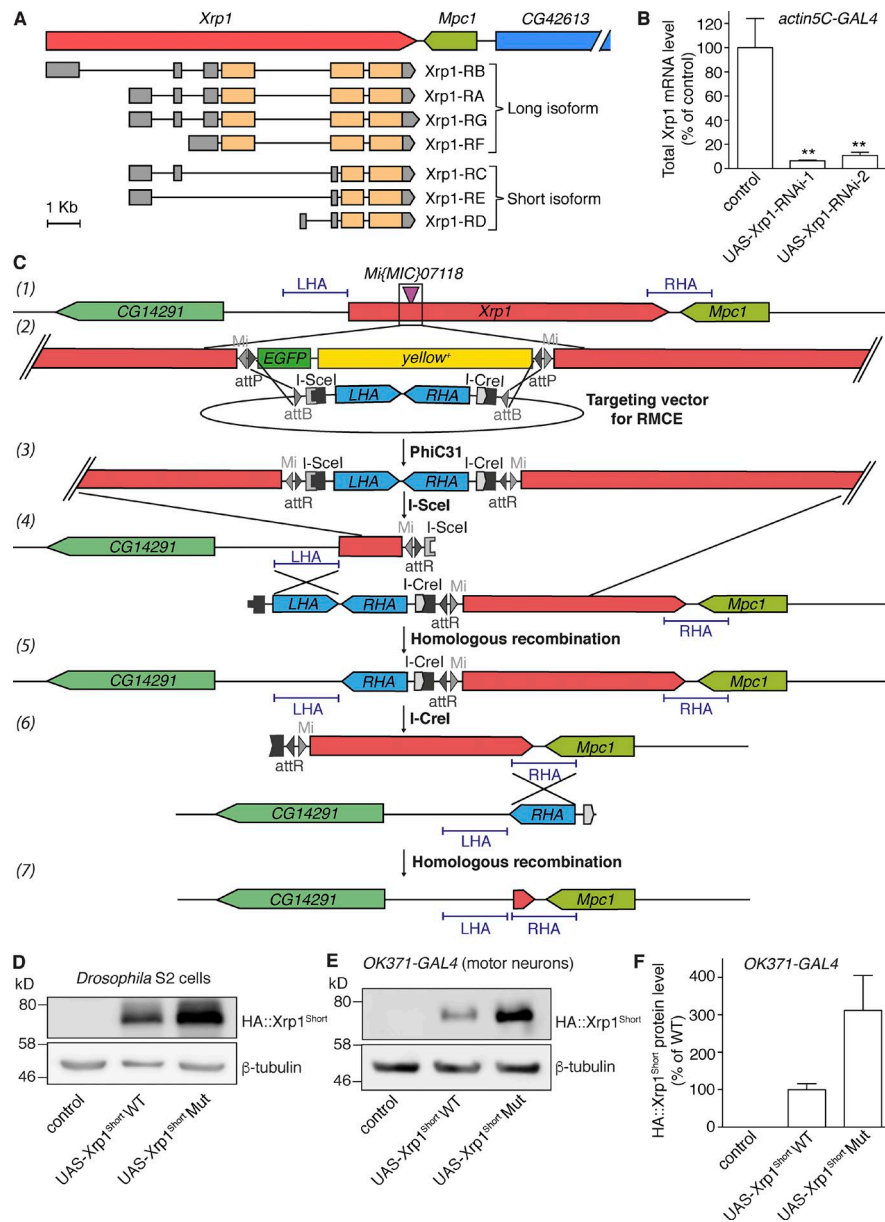 A
Xrp1 Mpc1 CG42613
Xrp1-RB
Xrp1-RA
Xrp1-RG
Xrp1-RF
Long isoform
Xrp1-RC
Xrp1-RE
Xrp1-RD
Short isoform
1 Kb
B
actin5C-GAL4
Total Xrp1 mRNA level
(% of control)
120
100
80
60
40
20
0
** **
control
UAS-Xrp1-RNAi-1
UAS-Xrp1-RNAi-2
C
Mi{MIC}07118
(1)
LHA RHA
CG14291 Xrp1 Mpc1
(2)
Mi EGFP yellow+ Mi
attP I-SceI I-CreI attP
LHA RHA
attB attB
Targeting vector
for RMCE
(3)
PhiC31
Mi I-SceI I-CreI Mi
LHA RHA
attR attR
I-SceI
(4)
Mi I-SceI
CG14291
attR
LHA
I-CreI Mi
LHA RHA Mpc1
attR
RHA
Homologous recombination
(5)
I-CreI Mi
CG14291 RHA Mpc1
attR
LHA RHA
I-CreI
(6)
Mi
Mpc1
attR
RHA
CG14291 RHA
LHA
Homologous recombination
(7)
CG14291 Mpc1
LHA RHA
D
kD
Drosophila S2 cells
80
HA::Xrp1Short
58
β-tubulin
46
control
UAS-Xrp1Short WT
UAS-Xrp1Short Mut
E
kD
OK371-GAL4 (motor neurons)
80
HA::Xrp1Short
58
β-tubulin
46
control
UAS-Xrp1Short WT
UAS-Xrp1Short Mut
F
OK371-GAL4
HA::Xrp1Short protein level
(% of WT)
400
300
200
100
0
control
UAS-Xrp1Short WT
UAS-Xrp1Short Mut